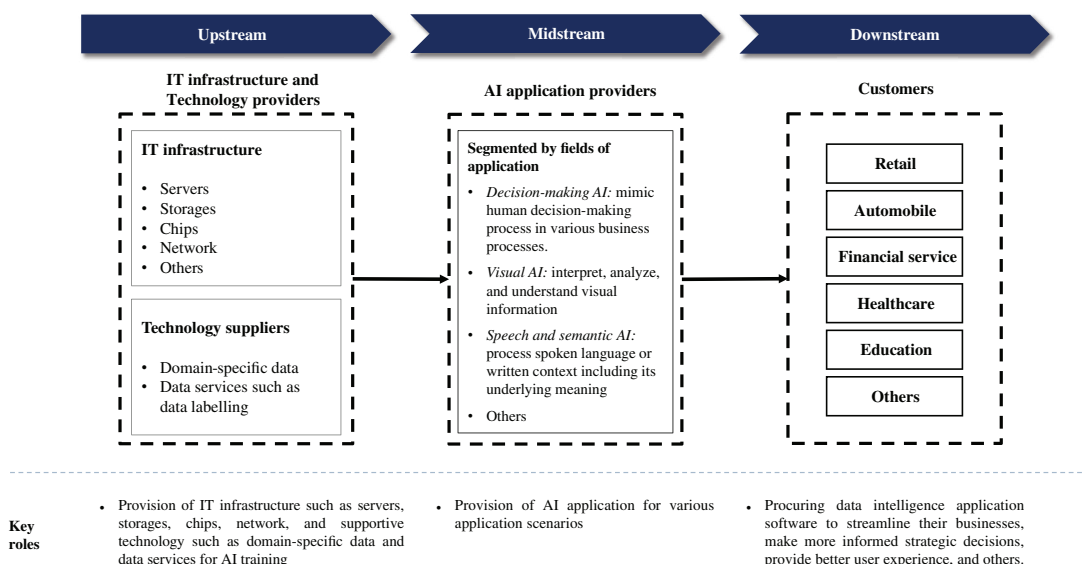 Upstream
Midstream
Downstream
IT infrastructure and
Technology providers
AI application providers
Customers
IT infrastructure
• Servers
• Storages
• Chips
• Network
• Others
Technology suppliers
• Domain-specific data
• Data services such as
data labelling
Segmented by fields of
application
• Decision-making AI: mimic
human decision-making
process in various business
processes.
• Visual AI: interpret, analyze,
and understand visual
information
• Speech and semantic AI:
process spoken language or
written context including its
underlying meaning
• Others
Retail
Automobile
Financial service
Healthcare
Education
Others
Key
roles
• Provision of IT infrastructure such as servers,
storages, chips, network, and supportive
technology such as domain-specific data and
data services for AI training
• Provision of AI application for various
application scenarios
• Procuring data intelligence application
software to streamline their businesses,
make more informed strategic decisions,
provide better user experience, and others.